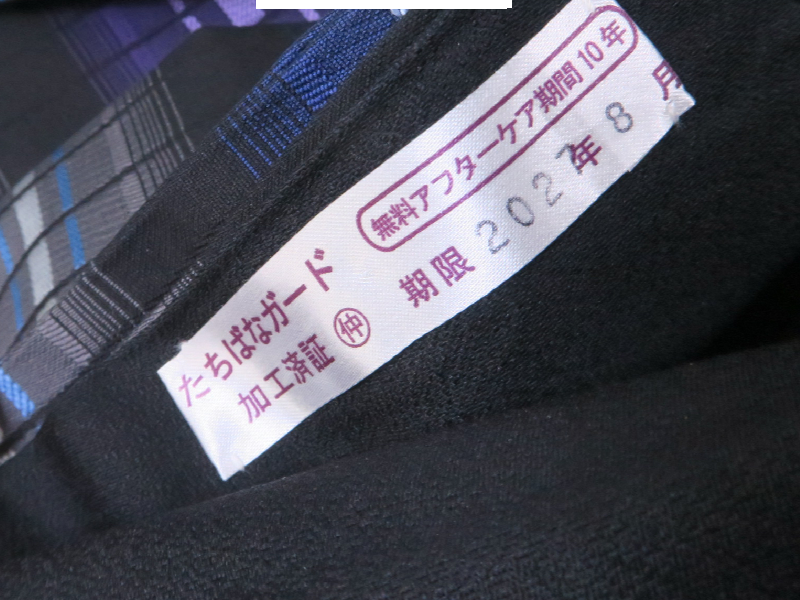 たちばなガード
加工済証 仲
無料アフターケア期間10年
期限 2027年 8月